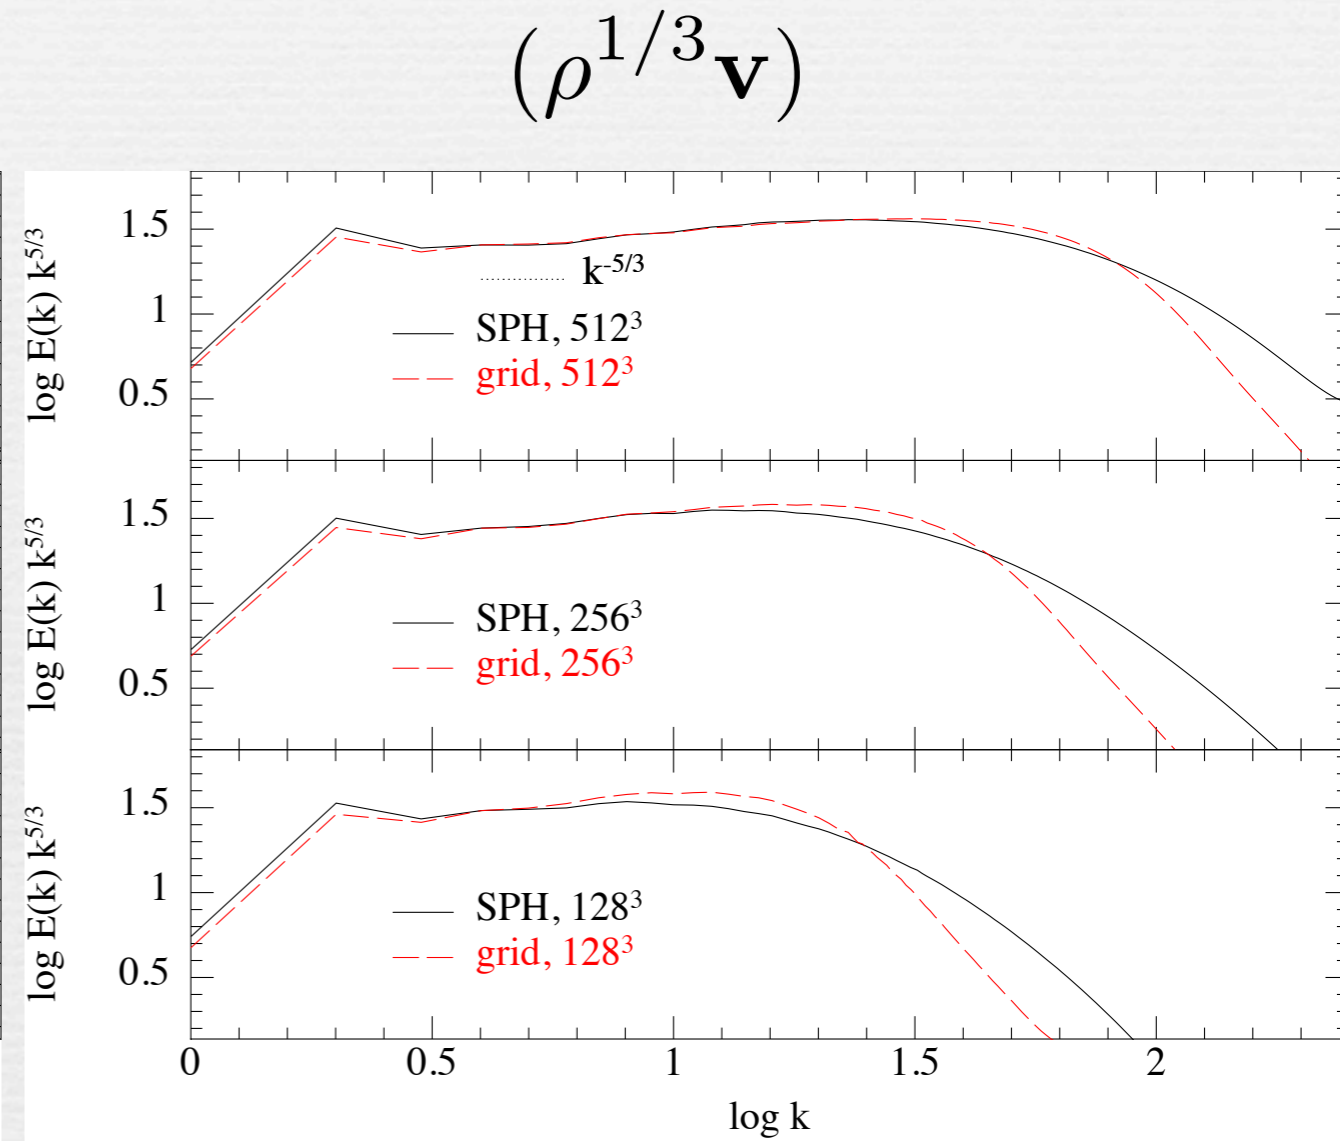 (ρ^{1/3}v)
log E(k) k^{5/3}
1.5
1
0.5
k^{-5/3}
SPH, 512³
grid, 512³
log E(k) k^{5/3}
1.5
1
0.5
SPH, 256³
grid, 256³
log E(k) k^{5/3}
1.5
1
0.5
SPH, 128³
grid, 128³
0 0.5 1 1.5 2
log k